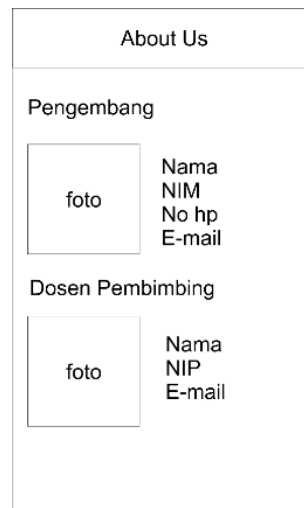 About Us
Pengembang
foto
Nama
NIM
No hp
E-mail
Dosen Pembimbing
foto
Nama
NIP
E-mail